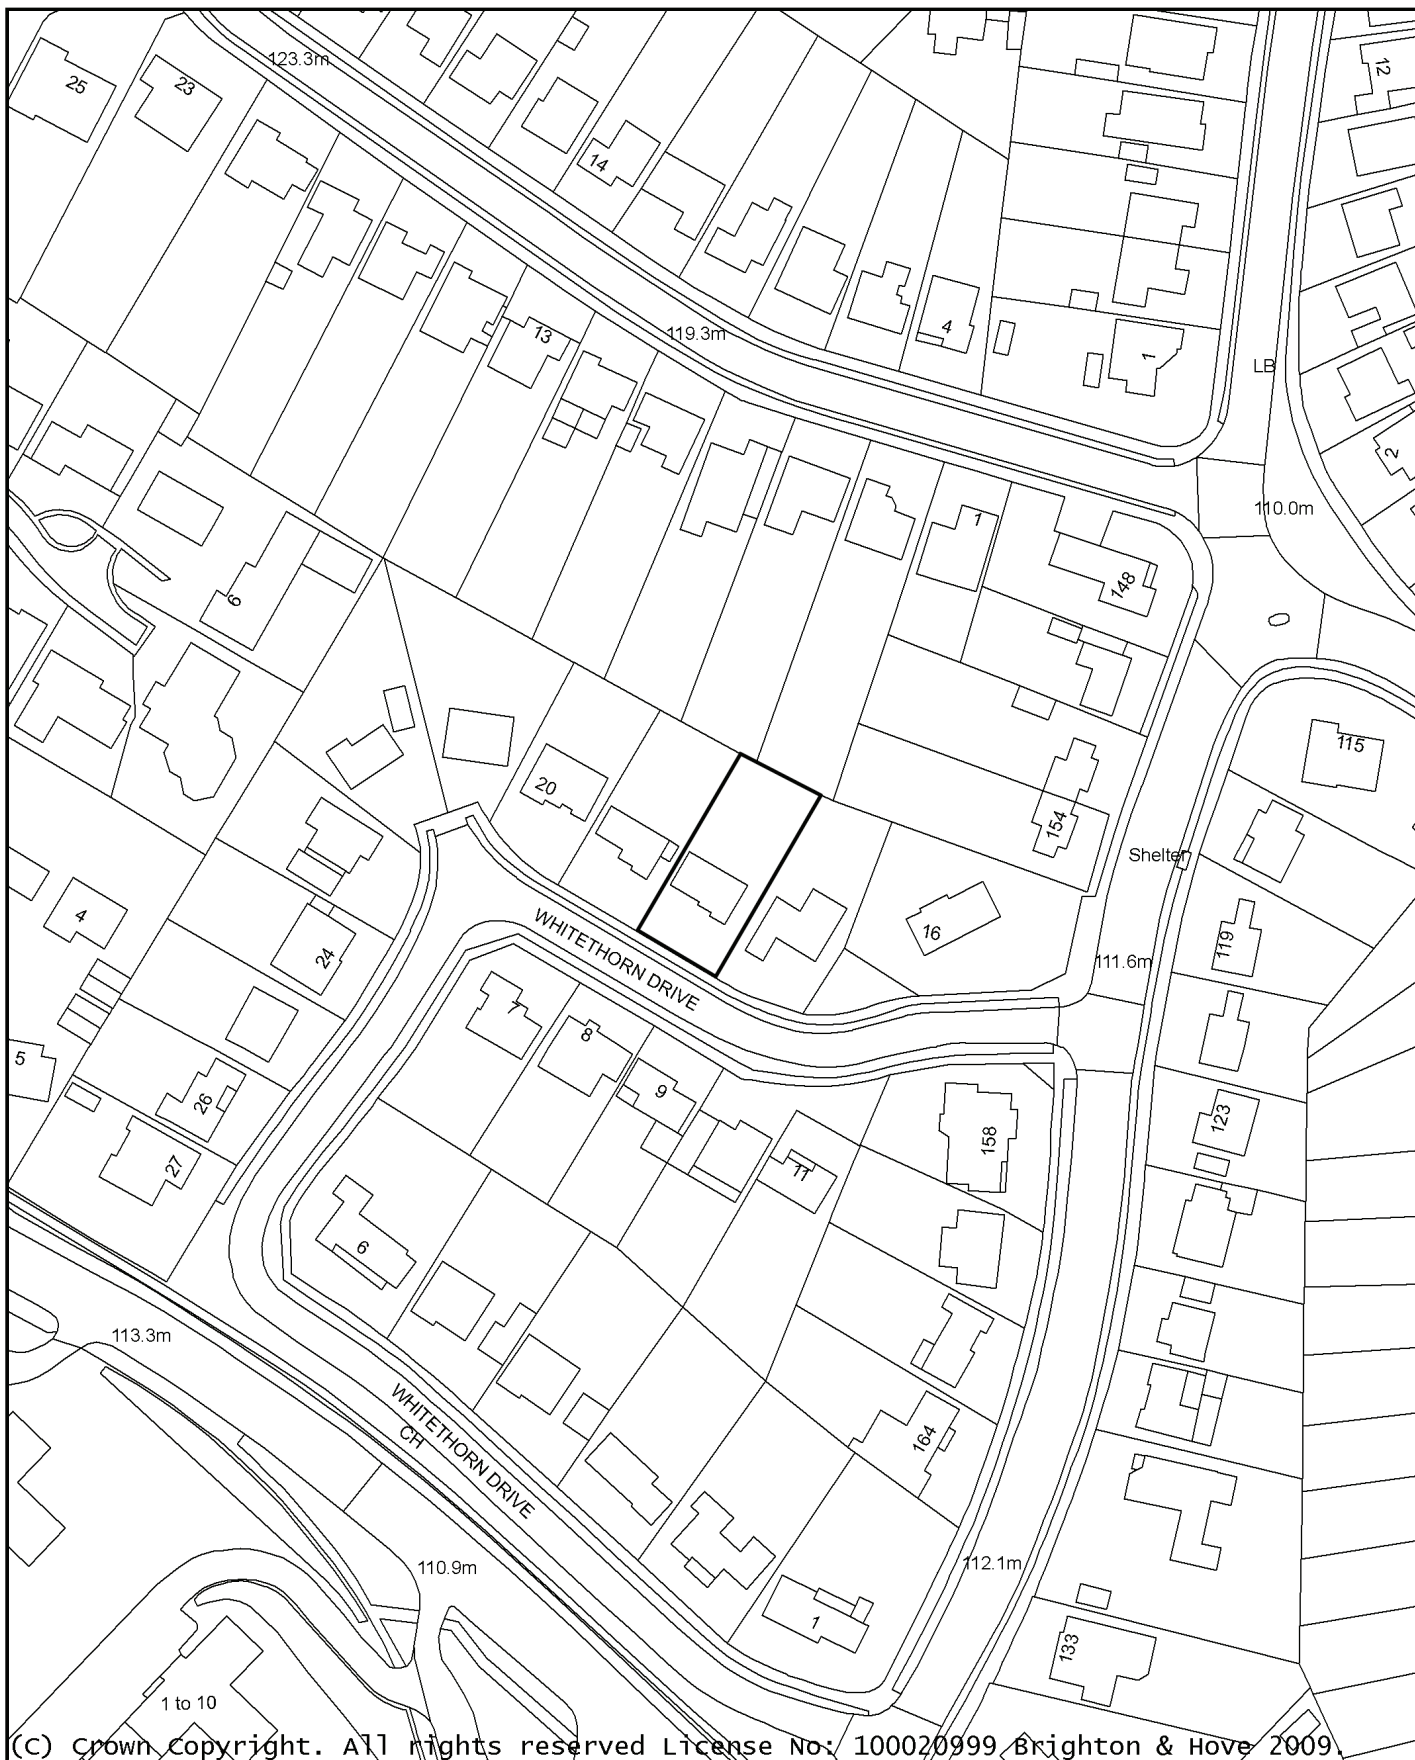 123.3m
25
23
14
12
13
119.3m
4
1
LB
2
1
110.0m
148
6
115
20
154
Shelter
4
16
119
24
WHITETHORN DRIVE
111.6m
7
8
5
9
26
123
158
27
11
6
113.3m
WHITETHORN DRIVE
CH
164
110.9m
112.1m
1
133
1 to 10
(C) Crown Copyright. All rights reserved License No: 100020999 Brighton & Hove 2009.